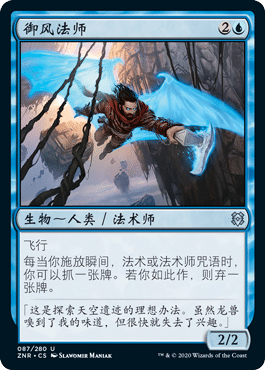 御风法师 2
生物～人类 / 法术师
飞行
每当你施放瞬间，法术或法术师咒语时，
你可以抓一张牌。若你如此作，则弃一
张牌。
「这是探索天空遗迹的理想办法。虽然龙兽
嗅到了我的味道，但很快就失去了兴趣。」
2/2
087/280 U
ZNR • CS SLAWOMIR MANIAK
™ & © 2020 Wizards of the Coast